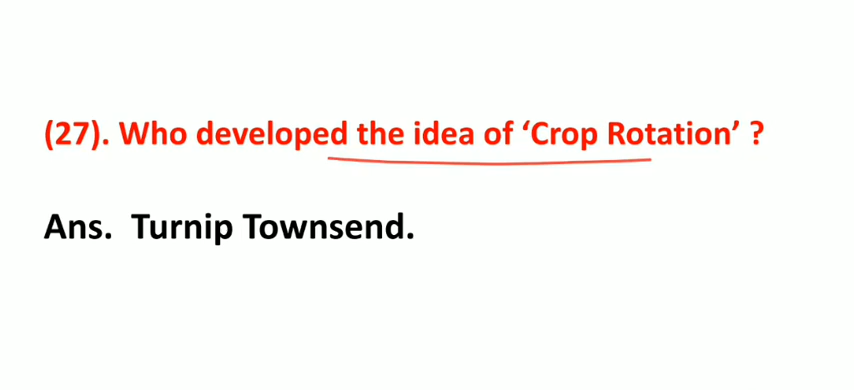 (27). Who developed the idea of ‘Crop Rotation’ ?
Ans.  Turnip Townsend.